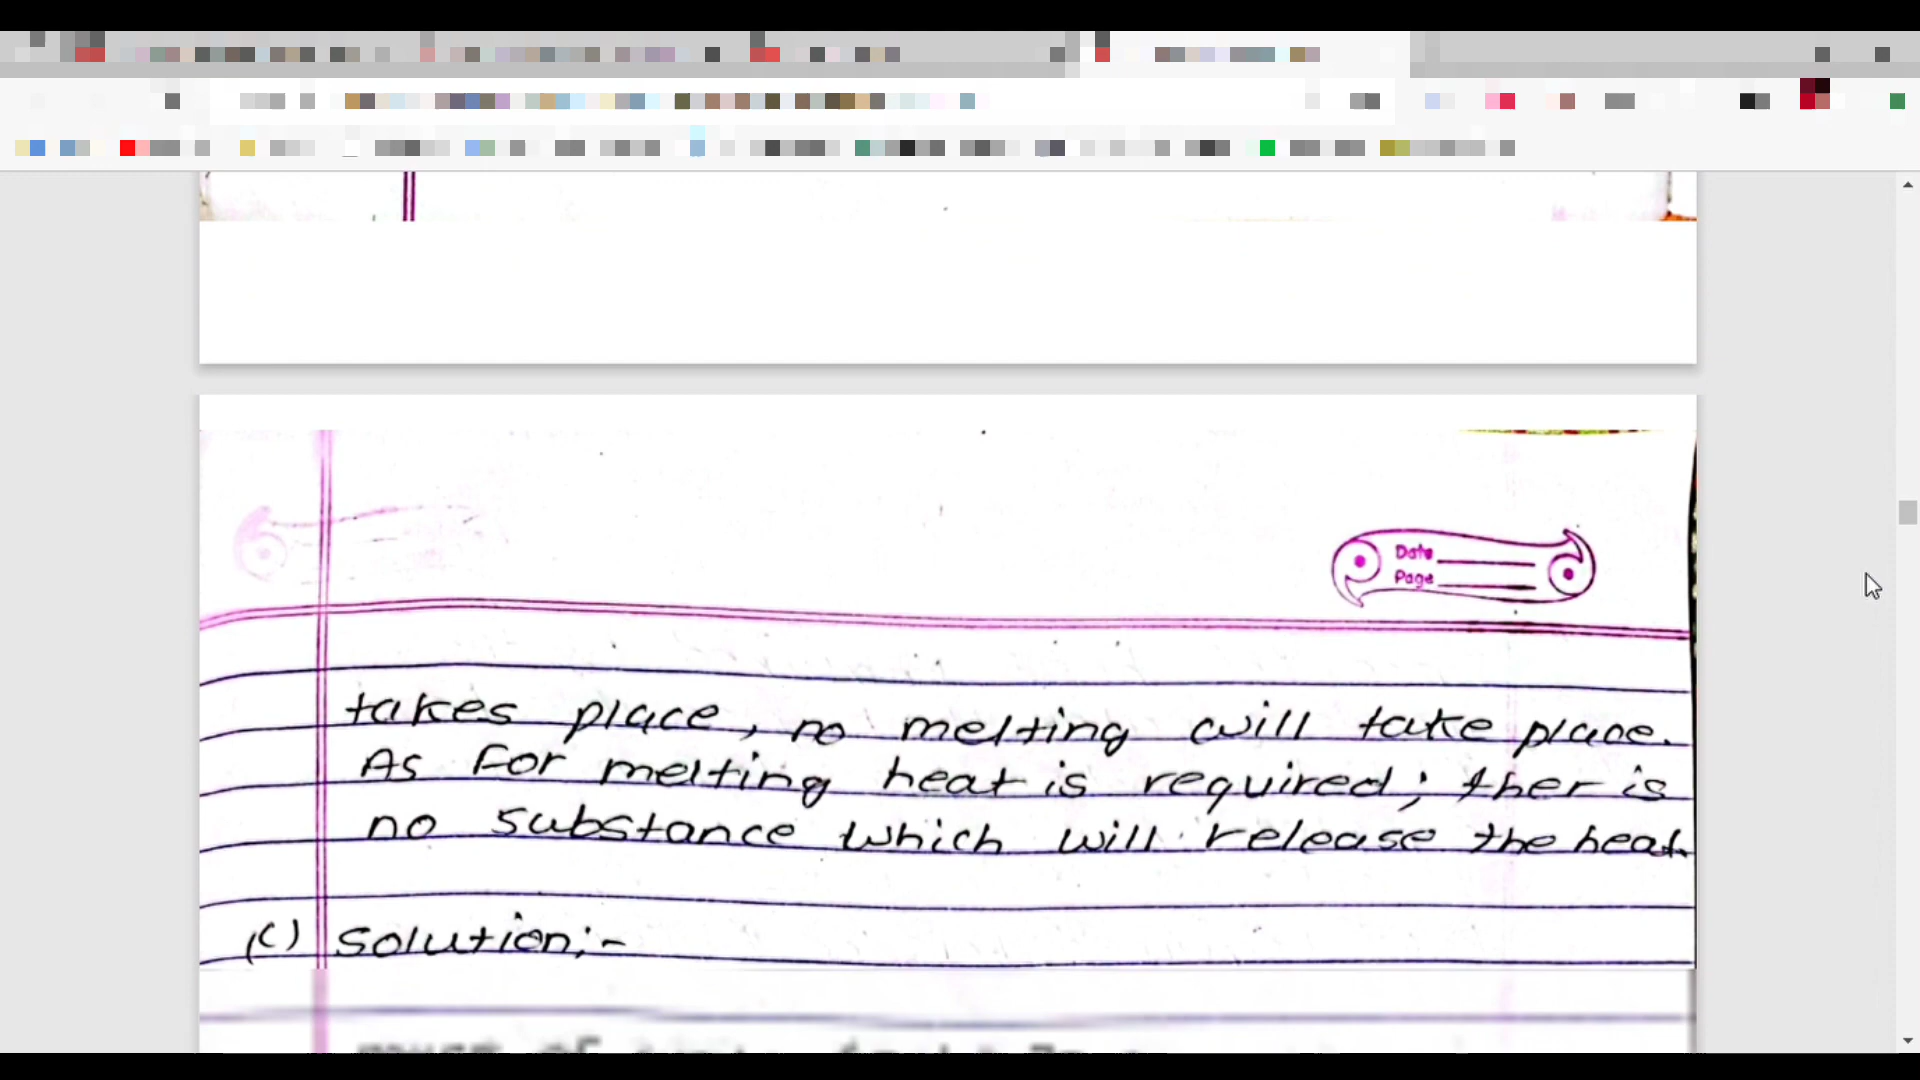 Date
Page
takes place, no melting will take place.
As for melting heat is required; ther is
no substance which will release the heat.
(c) solution:-